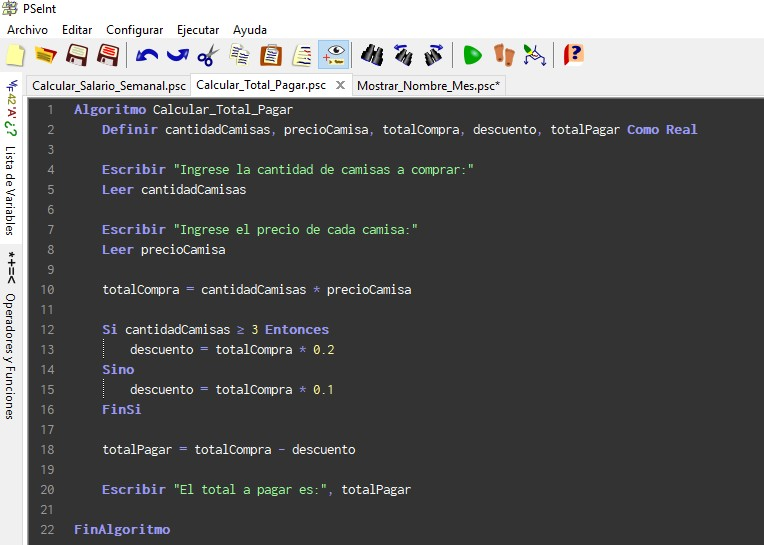 PSeInt
Archivo Editar Configurar Ejecutar Ayuda
Calcular_Salario_Semanal.psc Calcular_Total_Pagar.psc X Mostrar_Nombre_Mes.psc*
Lista de Variables
*+=< Operadores y Funciones
1 Algoritmo Calcular_Total_Pagar
2 Definir cantidadCamisas, precioCamisa, totalCompra, descuento, totalPagar Como Real
3
4 Escribir "Ingrese la cantidad de camisas a comprar:"
5 Leer cantidadCamisas
6
7 Escribir "Ingrese el precio de cada camisa:"
8 Leer precioCamisa
9
10 totalCompra = cantidadCamisas * precioCamisa
11
12 Si cantidadCamisas ≥ 3 Entonces
13 descuento = totalCompra * 0.2
14 Sino
15 descuento = totalCompra * 0.1
16 FinSi
17
18 totalPagar = totalCompra - descuento
19
20 Escribir "El total a pagar es:", totalPagar
21
22 FinAlgoritmo